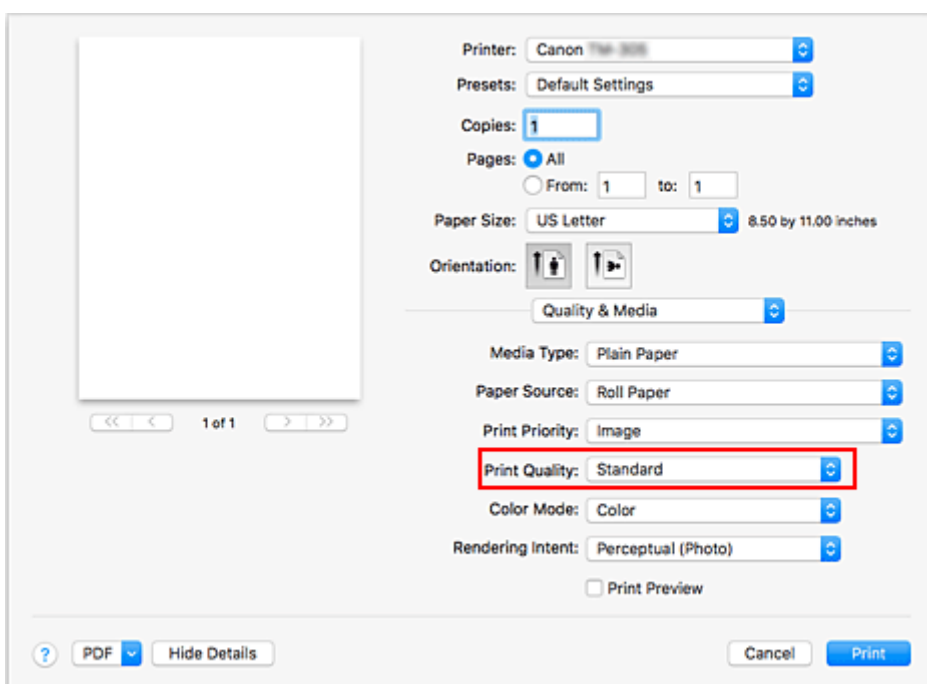 Printer: Canon
Presets: Default Settings
Copies: 1
Pages: All
From: 1 to: 1
Paper Size: US Letter 8.50 by 11.00 inches
Orientation:
Quality & Media
Media Type: Plain Paper
Paper Source: Roll Paper
1 of 1
Print Priority: Image
Print Quality: Standard
Color Mode: Color
Rendering Intent: Perceptual (Photo)
Print Preview
? PDF Hide Details Cancel Print